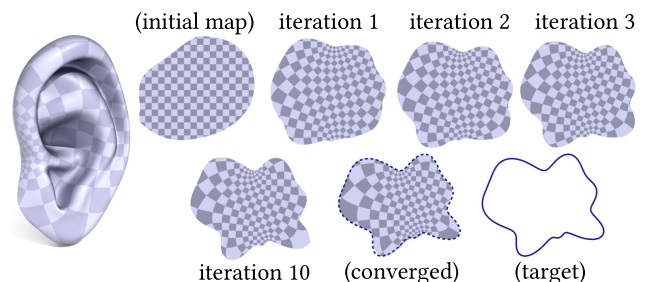 (initial map) iteration 1 iteration 2 iteration 3
iteration 10 (converged) (target)